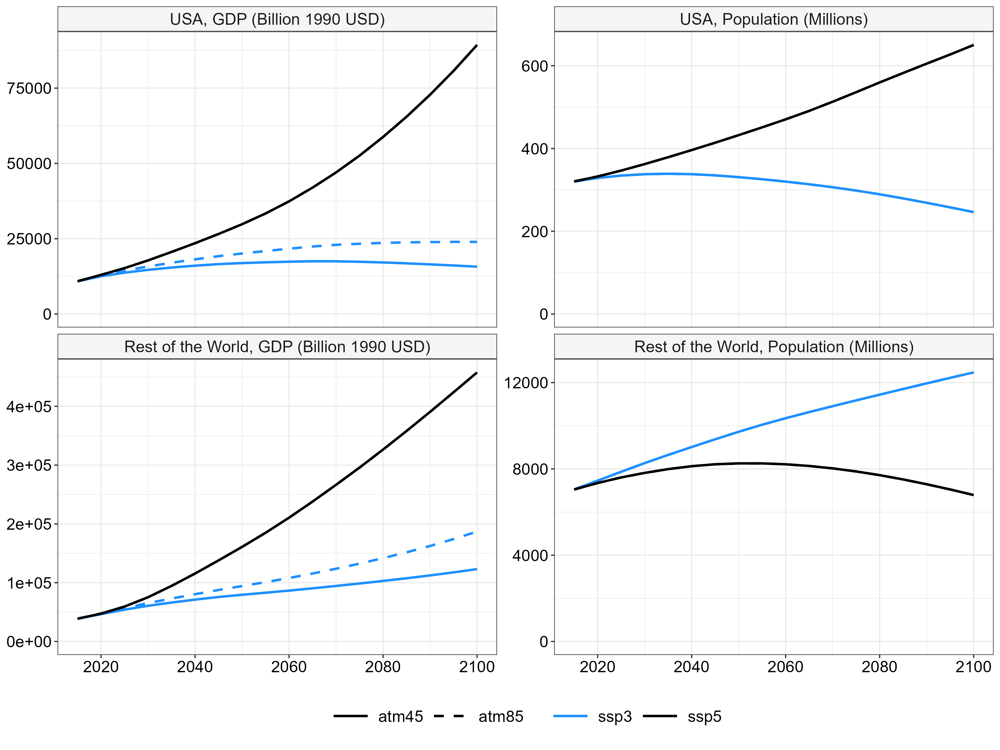 USA, GDP (Billion 1990 USD)
75000
50000
25000
0
USA, Population (Millions)
600
400
200
0
Rest of the World, GDP (Billion 1990 USD)
4e+05
3e+05
2e+05
1e+05
0e+00
2020 2040 2060 2080 2100
Rest of the World, Population (Millions)
12000
8000
4000
0
2020 2040 2060 2080 2100
atm45 atm85 ssp3 ssp5